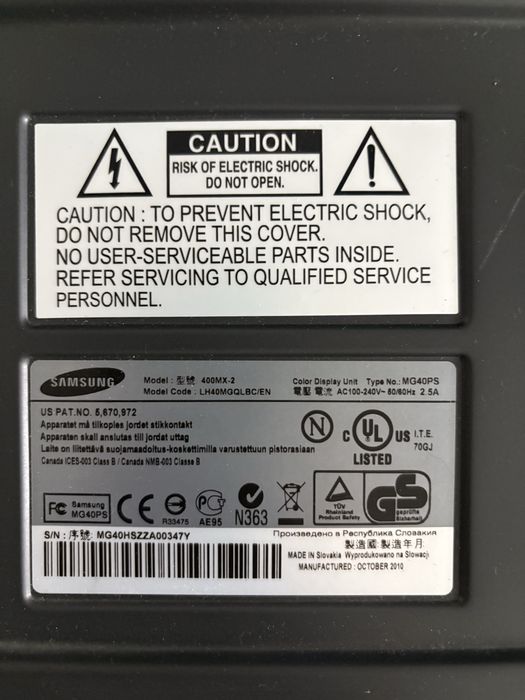 CAUTION
RISK OF ELECTRIC SHOCK.
DO NOT OPEN.
CAUTION : TO PREVENT ELECTRIC SHOCK,
DO NOT REMOVE THIS COVER.
NO USER-SERVICEABLE PARTS INSIDE.
REFER SERVICING TO QUALIFIED SERVICE
PERSONNEL.
SAMSUNG
Model : 型號 400MX-2
Model Code : LH40MGQLBC/EN
Color Display Unit Type No.: MG40PS
電壓 電流 AC100-240V~ 50/60Hz 2.5A
US PAT.NO. 5,670,972
Apparatet må tilkoples jordet stikkontakt
Apparaten skall anslutas till jordat uttag
Laite on liitettävä suojamaadoitus-koskettimilla varustettuun pistorasiaan
Canada ICES-003 Class B / Canada NMB-003 Classe B
N
c UL US I.T.E.
70GJ
LISTED
FC Samsung
MG40PS
CE
R33475
PG
AE95
N363
TÜV
Rheinland
Product Safety
GS
geprüfte
Sicherheit
S/N : 序號: MG40HSZZA00347Y
Произведено в Республика Словакия
製造國 製造年月
MADE IN Slovakia Wyprodukowano na Słowacji
MANUFACTURED : OCTOBER 2010